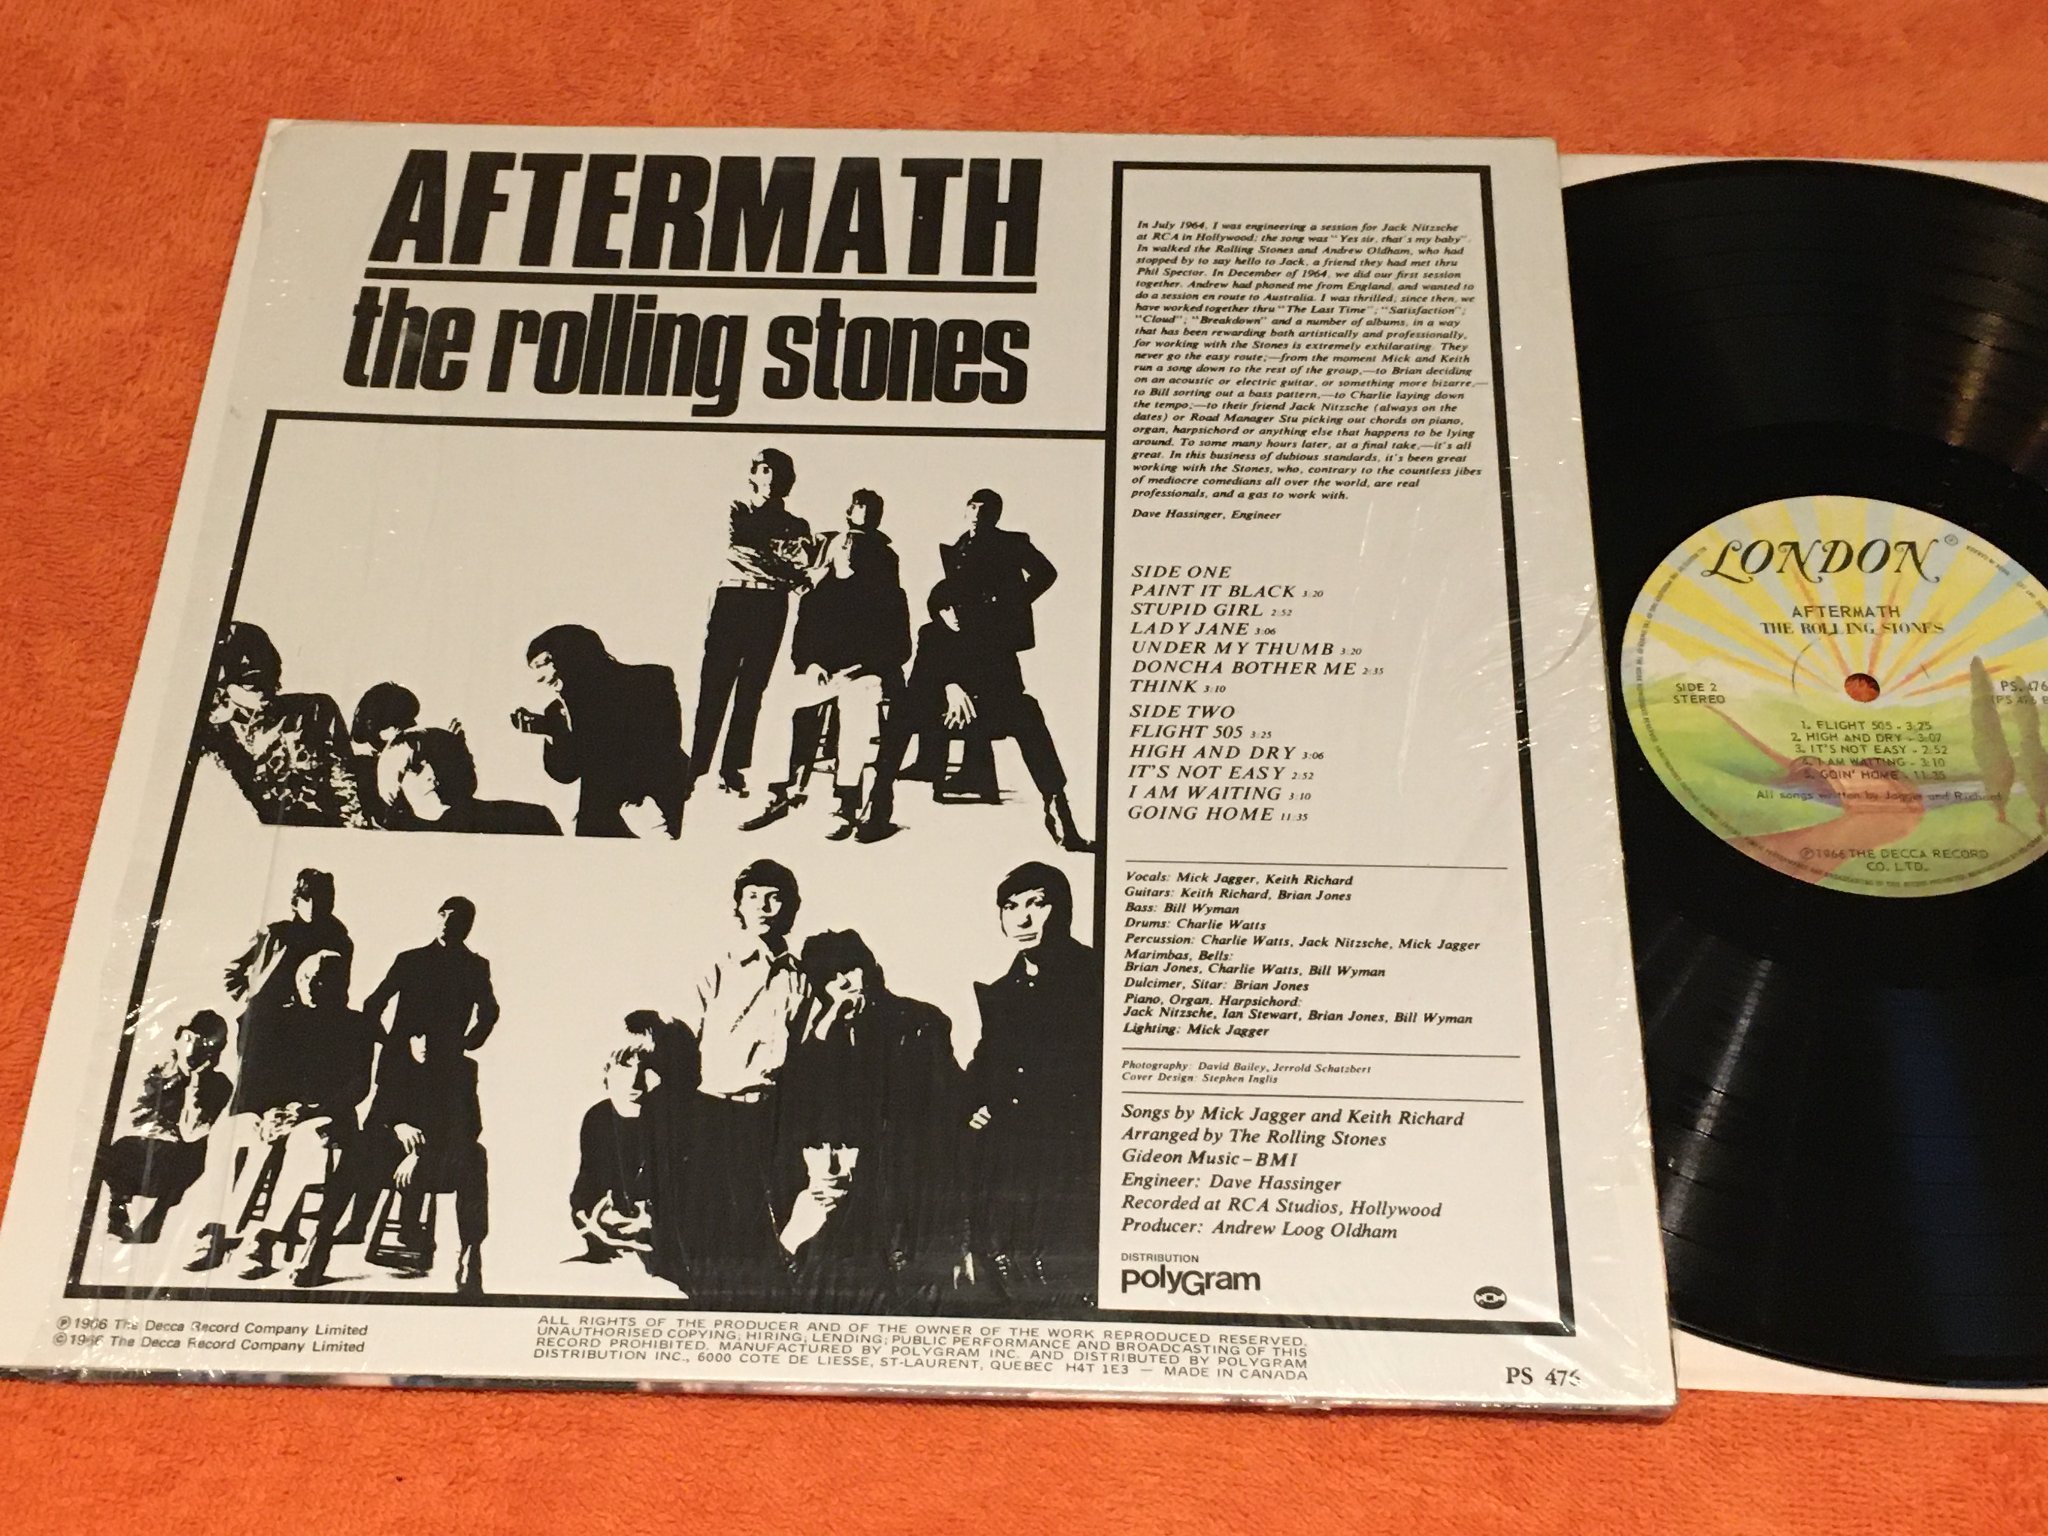 AFTERMATH
the rolling stones
In July 1964, I was engineering a session for Jack Nitzsche
at RCA in Hollywood; the song was "Yes sir, that's my baby".
In walked the Rolling Stones and Andrew Oldham, who had
stopped by to say hello to Jack, a friend they had met thru
Phil Spector. In December of 1964, we did our first session
together. Andrew had phoned me from England, and wanted to
do a session en route to Australia. I was thrilled; since then, we
have worked together thru "The Last Time"; "Satisfaction";
"Cloud"; "Breakdown" and a number of albums, in a way
that has been rewarding both artistically and professionally,
for working with the Stones is extremely exhilarating. They
never go the easy route;—from the moment Mick and Keith
run a song down to the rest of the group,—to Brian deciding
on an acoustic or electric guitar, or something more bizarre,—
to Bill sorting out a bass pattern,—to Charlie laying down
the tempo;—to their friend Jack Nitzsche (always on the
dates) or Road Manager Stu picking out chords on piano,
organ, harpsichord or anything else that happens to be lying
around. To some many hours later, at a final take,—it's all
great. In this business of dubious standards, it's been great
working with the Stones, who, contrary to the countless jibes
of mediocre comedians all over the world, are real
professionals, and a gas to work with.
Dave Hassinger, Engineer
SIDE ONE
PAINT IT BLACK 3:20
STUPID GIRL 2:52
LADY JANE 3:06
UNDER MY THUMB 3:20
DONCHA BOTHER ME 2:35
THINK 3:10
SIDE TWO
FLIGHT 505 3:25
HIGH AND DRY 3:06
IT'S NOT EASY 2:52
I AM WAITING 3:10
GOING HOME 11:35
Vocals: Mick Jagger, Keith Richard
Guitars: Keith Richard, Brian Jones
Bass: Bill Wyman
Drums: Charlie Watts
Percussion: Charlie Watts, Jack Nitzsche, Mick Jagger
Marimbas, Bells:
Brian Jones, Charlie Watts, Bill Wyman
Dulcimer, Sitar: Brian Jones
Piano, Organ, Harpsichord:
Jack Nitzsche, Ian Stewart, Brian Jones, Bill Wyman
Lighting: Mick Jagger
Photography: David Bailey, Jerrold Schatzbert
Cover Design: Stephen Inglis
Songs by Mick Jagger and Keith Richard
Arranged by The Rolling Stones
Gideon Music–BMI
Engineer: Dave Hassinger
Recorded at RCA Studios, Hollywood
Producer: Andrew Loog Oldham
DISTRIBUTION
polyGram
℗1966 The Decca Record Company Limited
©1966 The Decca Record Company Limited
ALL RIGHTS OF THE PRODUCER AND OF THE OWNER OF THE WORK REPRODUCED RESERVED.
UNAUTHORISED COPYING; HIRING; LENDING; PUBLIC PERFORMANCE AND BROADCASTING OF THIS
RECORD PROHIBITED. MANUFACTURED BY POLYGRAM INC. AND DISTRIBUTED BY POLYGRAM
DISTRIBUTION INC., 6000 COTE DE LIESSE, ST-LAURENT, QUEBEC H4T 1E3 — MADE IN CANADA
PS 476
LONDON®
AFTERMATH
THE ROLLING STONES
SIDE 2
STEREO
PS. 476
(PS 476 B
1. FLIGHT 505 - 3:25
2. HIGH AND DRY - 3:07
3. IT'S NOT EASY - 2:52
4. I AM WAITING - 3:10
5. GOIN' HOME - 11:35
All songs written by Jagger and Richard
℗1966 THE DECCA RECORD
CO. LTD.